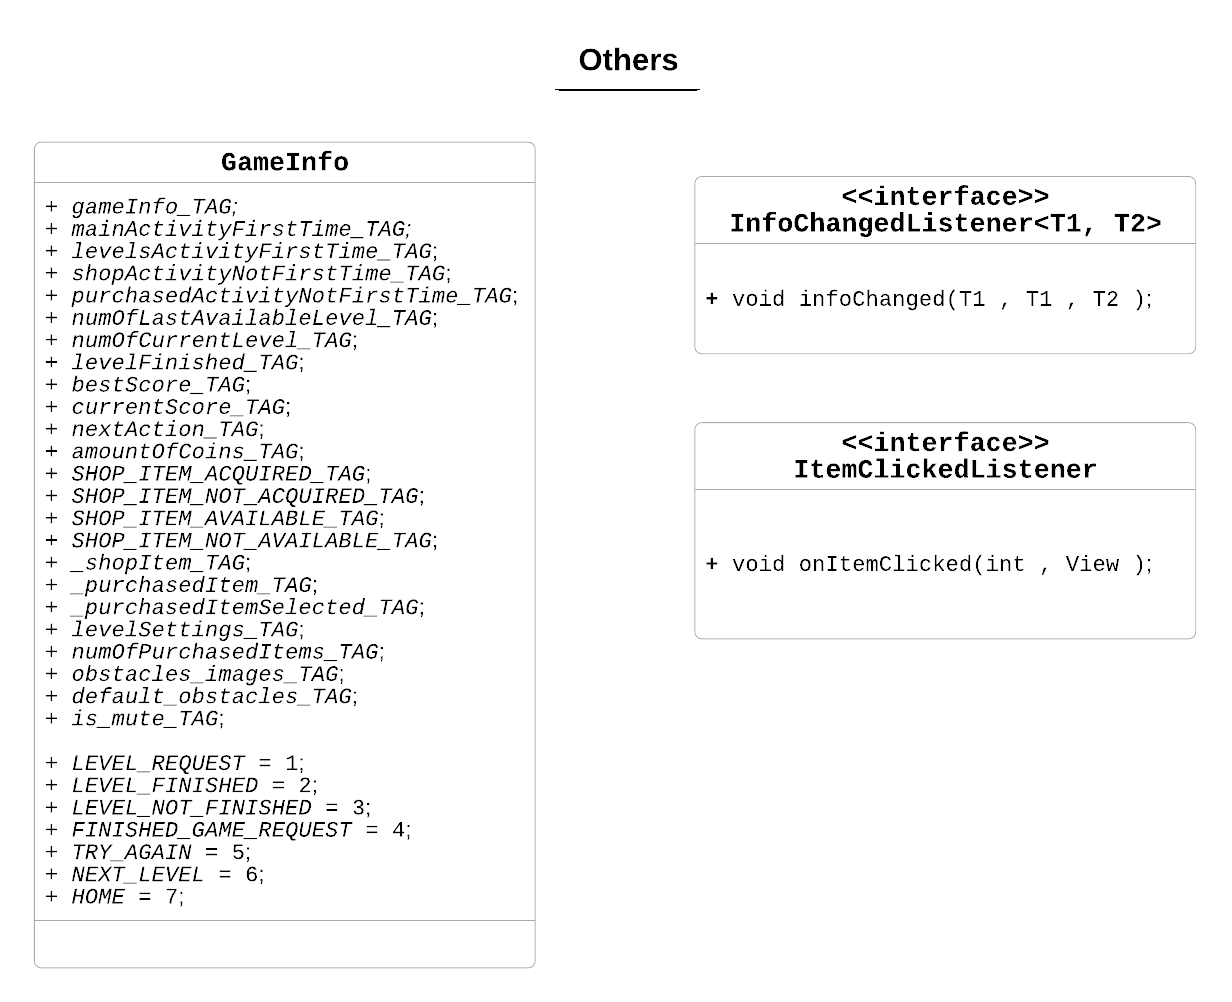 Others
GameInfo
+ gameInfo_TAG;
+ mainActivityFirstTime_TAG;
+ levelsActivityFirstTime_TAG;
+ shopActivityNotFirstTime_TAG;
+ purchasedActivityNotFirstTime_TAG;
+ numOfLastAvailableLevel_TAG;
+ numOfCurrentLevel_TAG;
+ levelFinished_TAG;
+ bestScore_TAG;
+ currentScore_TAG;
+ nextAction_TAG;
+ amountOfCoins_TAG;
+ SHOP_ITEM_ACQUIRED_TAG;
+ SHOP_ITEM_NOT_ACQUIRED_TAG;
+ SHOP_ITEM_AVAILABLE_TAG;
+ SHOP_ITEM_NOT_AVAILABLE_TAG;
+ _shopItem_TAG;
+ _purchasedItem_TAG;
+ _purchasedItemSelected_TAG;
+ levelSettings_TAG;
+ numOfPurchasedItems_TAG;
+ obstacles_images_TAG;
+ default_obstacles_TAG;
+ is_mute_TAG;
+ LEVEL_REQUEST = 1;
+ LEVEL_FINISHED = 2;
+ LEVEL_NOT_FINISHED = 3;
+ FINISHED_GAME_REQUEST = 4;
+ TRY_AGAIN = 5;
+ NEXT_LEVEL = 6;
+ HOME = 7;
<<interface>>
InfoChangedListener<T1, T2>
+ void infoChanged(T1 , T1 , T2 );
<<interface>>
ItemClickedListener
+ void onItemClicked(int , View );